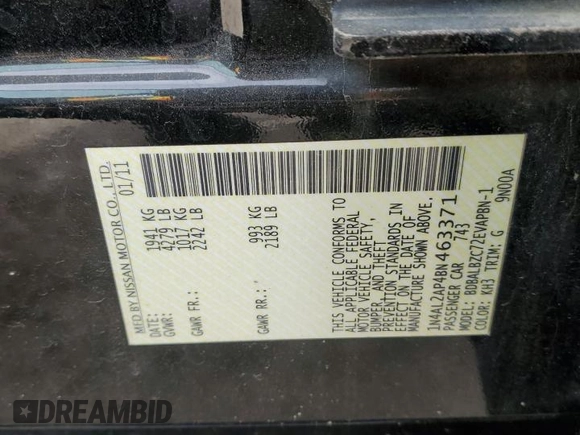 MFD BY NISSAN MOTOR CO., LTD.
DATE: 01/11
GVWR: 1941 KG
4279 LB
GAWR FR: 1017 KG
2242 LB
GAWR RR: 993 KG
2189 LB
THIS VEHICLE CONFORMS TO
ALL APPLICABLE FEDERAL
MOTOR VEHICLE SAFETY,
BUMPER, AND THEFT
PREVENTION STANDARDS IN
EFFECT ON THE DATE OF
MANUFACTURE SHOWN ABOVE.
1N4AL2APABN463371
PASSENGER CAR 743
MODEL: BDBALBZC72EVAPBN-1
COLOR: KH3 TRIM: G 9N00A
DREAMBID